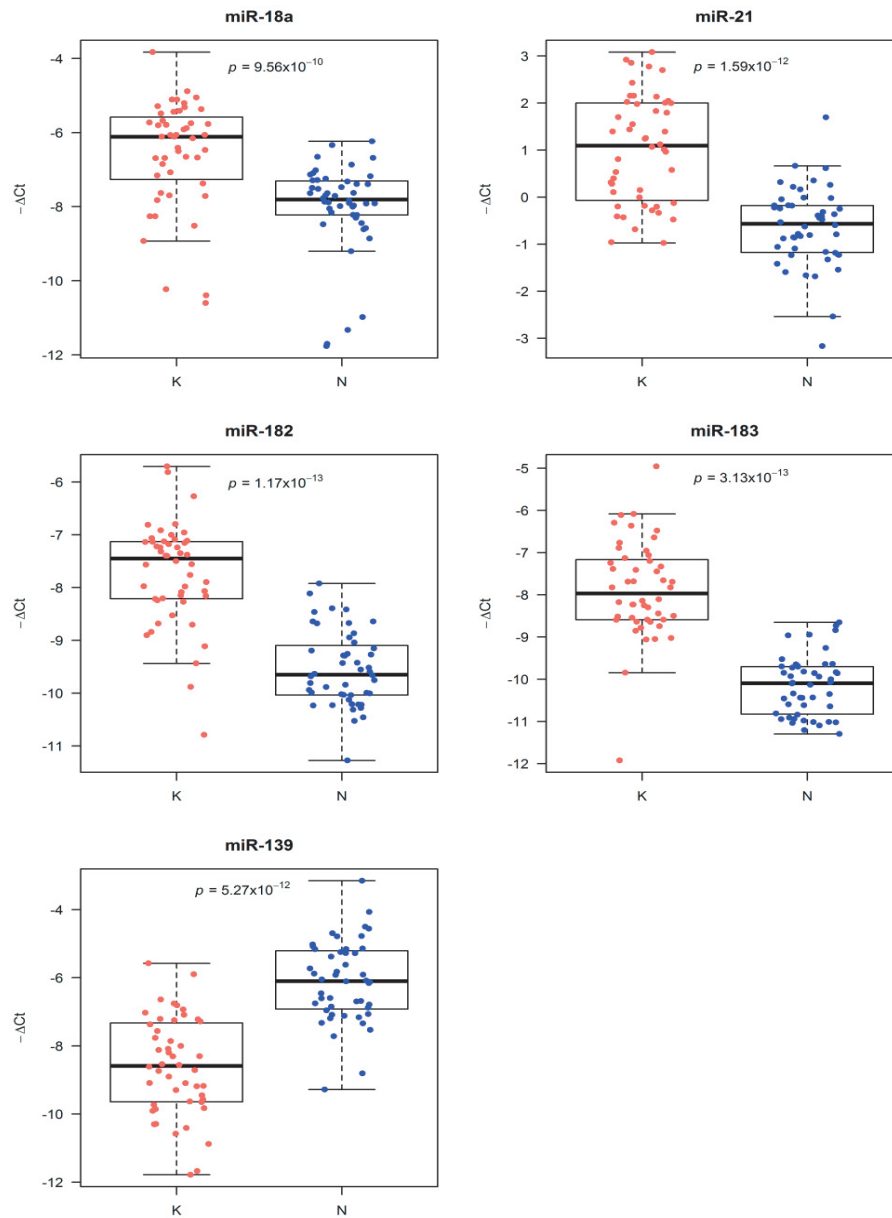 miR-18a
p = 9.56x10⁻¹⁰
-4
-6
-8
-10
-12
−ΔCt
K N
miR-21
p = 1.59x10⁻¹²
3
2
1
0
-1
-2
-3
−ΔCt
K N
miR-182
p = 1.17x10⁻¹³
-6
-7
-8
-9
-10
-11
−ΔCt
K N
miR-183
p = 3.13x10⁻¹³
-5
-6
-7
-8
-9
-10
-11
-12
−ΔCt
K N
miR-139
p = 5.27x10⁻¹²
-4
-6
-8
-10
-12
−ΔCt
K N